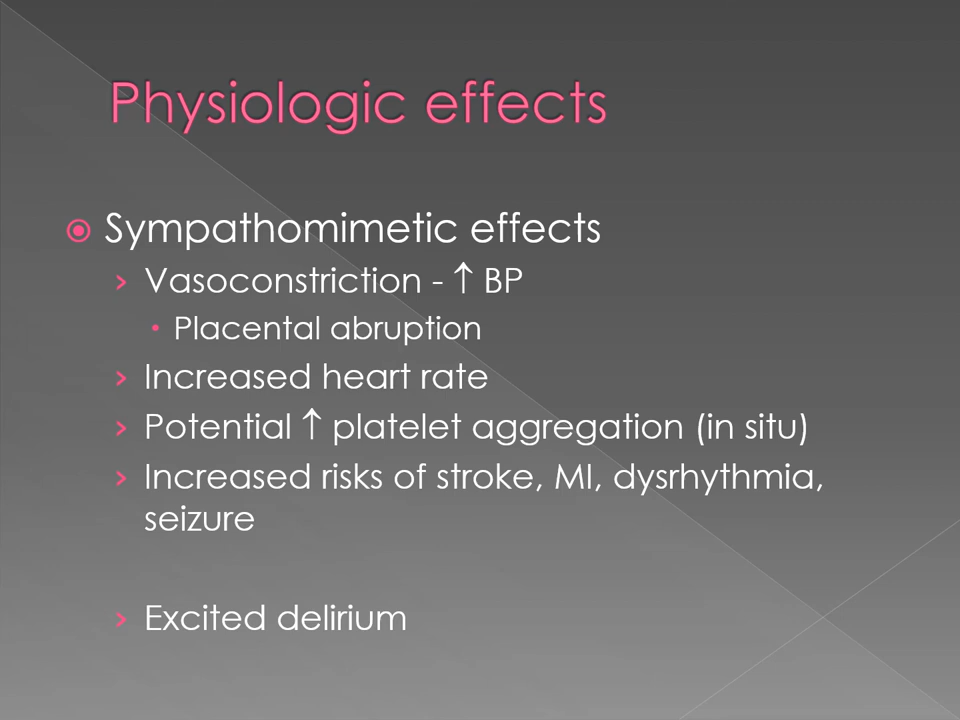 Physiologic effects
Sympathomimetic effects
Vasoconstriction - ↑ BP
Placental abruption
Increased heart rate
Potential ↑ platelet aggregation (in situ)
Increased risks of stroke, MI, dysrhythmia,
seizure
Excited delirium